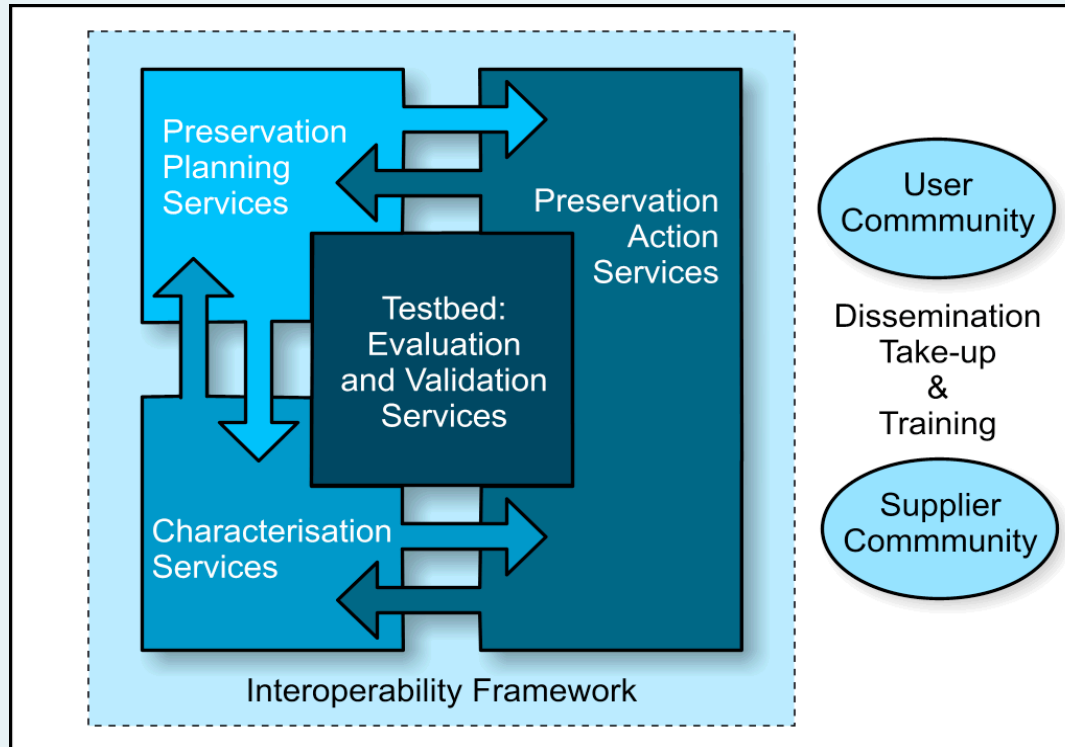 Preservation
Planning
Services
Preservation
Action
Services
Testbed:
Evaluation
and Validation
Services
Characterisation
Services
Interoperability Framework
User
Commmunity
Dissemination
Take-up
&
Training
Supplier
Commmunity